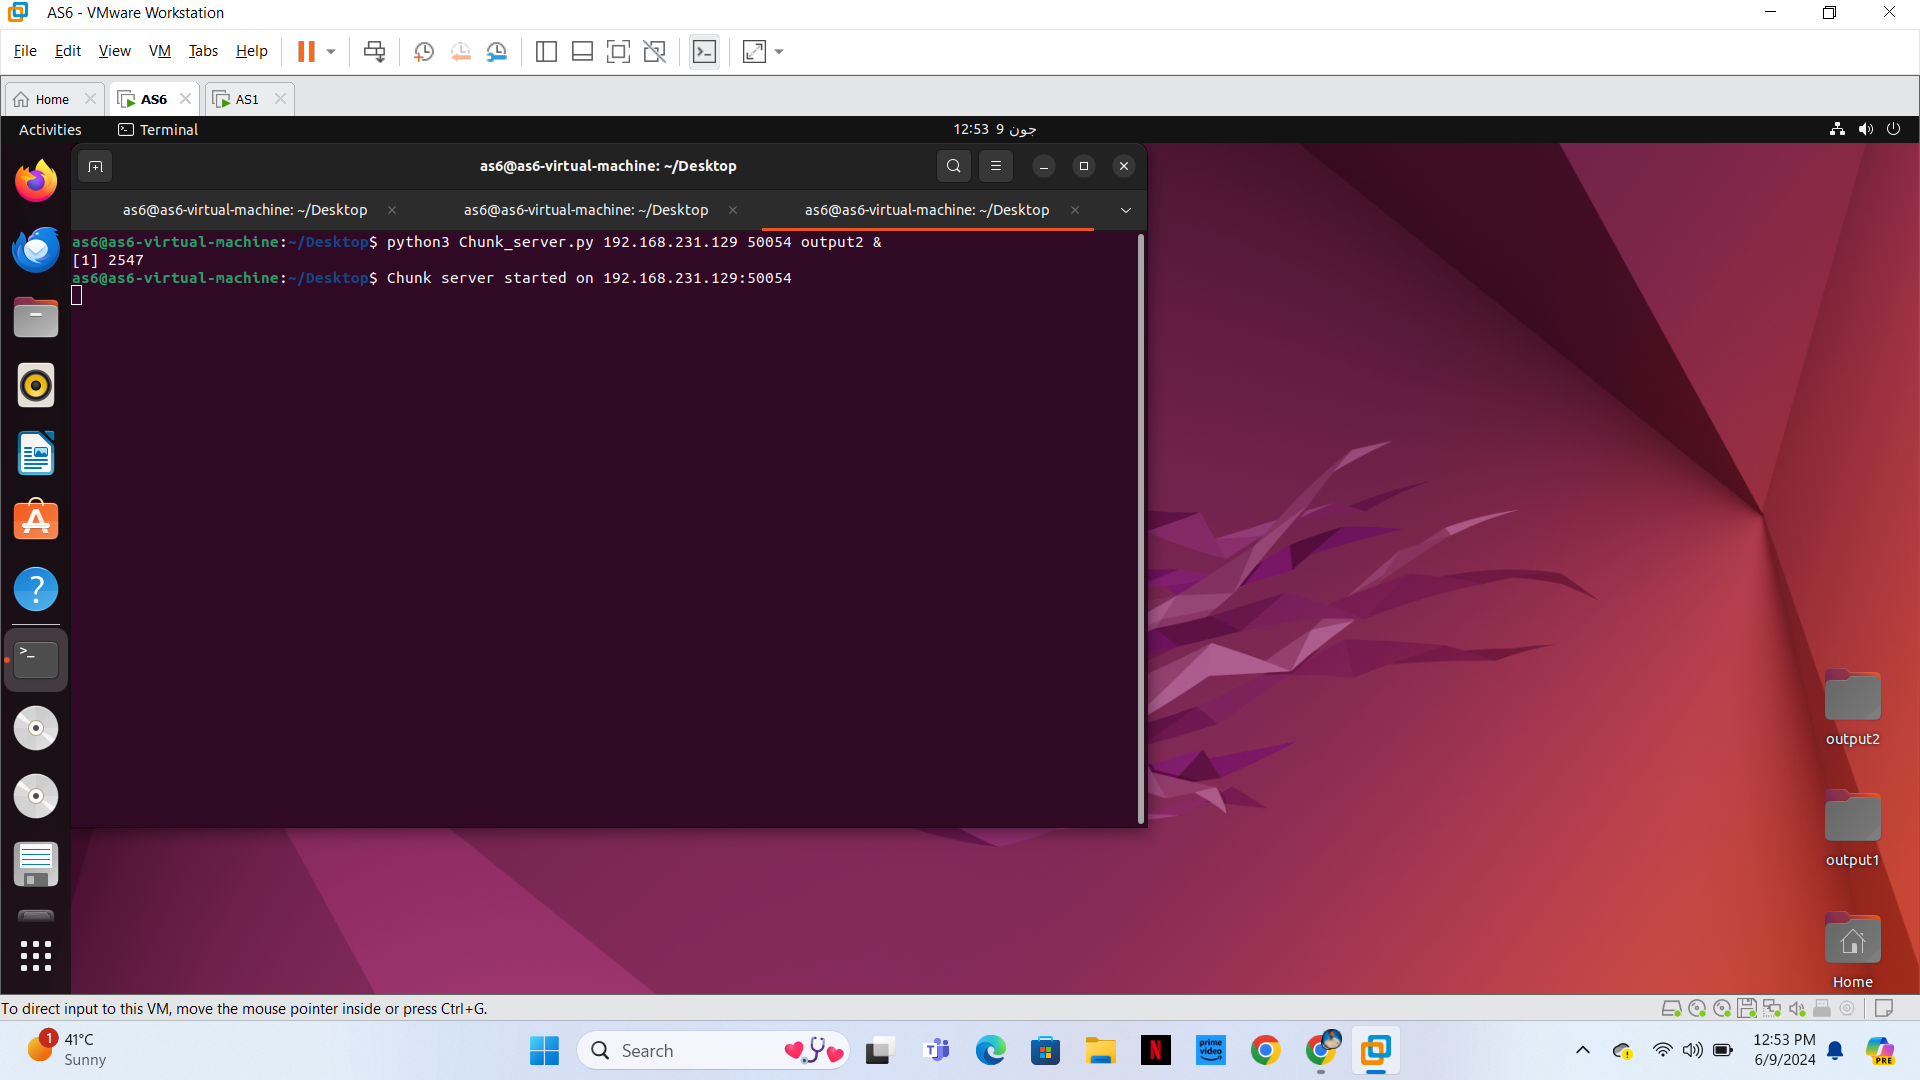 AS6 - VMware Workstation
File Edit View VM Tabs Help
Home AS6 AS1
Activities Terminal 12:53 9 جون
as6@as6-virtual-machine: ~/Desktop
as6@as6-virtual-machine: ~/Desktop as6@as6-virtual-machine: ~/Desktop as6@as6-virtual-machine: ~/Desktop
as6@as6-virtual-machine:~/Desktop$ python3 Chunk_server.py 192.168.231.129 50054 output2 &
[1] 2547
as6@as6-virtual-machine:~/Desktop$ Chunk server started on 192.168.231.129:50054
output2
output1
Home
To direct input to this VM, move the mouse pointer inside or press Ctrl+G.
1 41°C
Sunny
Search
prime video
12:53 PM
6/9/2024
PRE